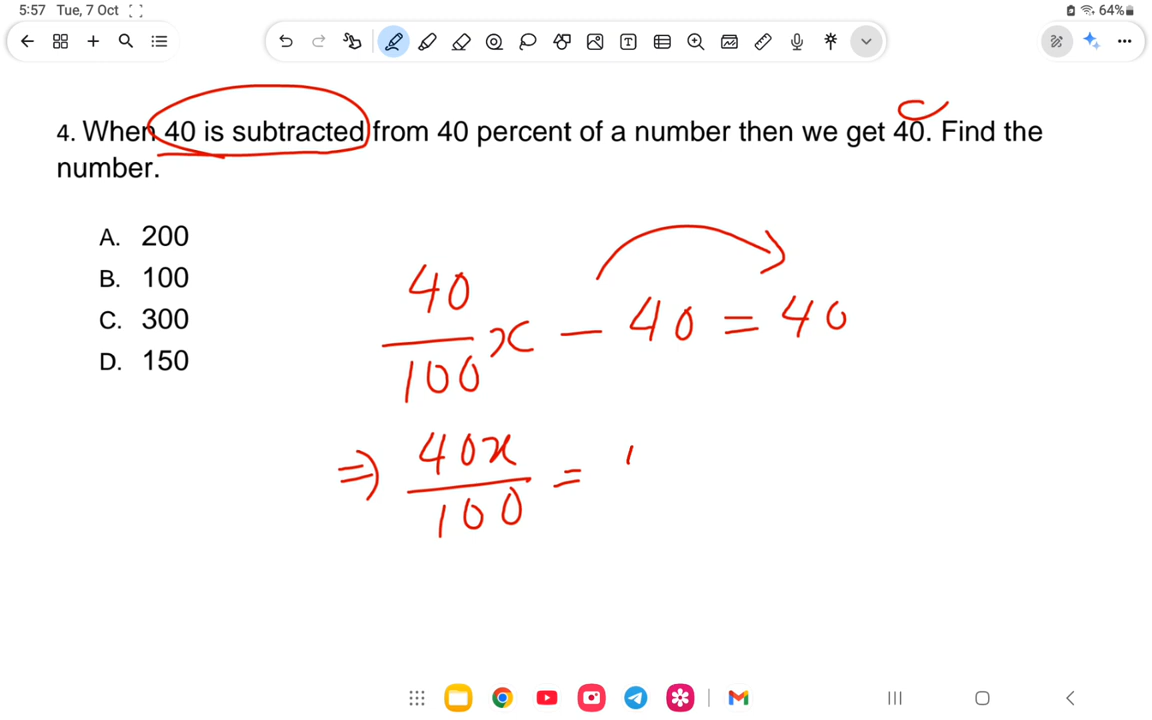 5:57 Tue, 7 Oct
64%
4. When 40 is subtracted from 40 percent of a number then we get 40. Find the
number.
A. 200
B. 100
C. 300
D. 150
40/100 x - 40 = 40
⇒ 40x/100 =